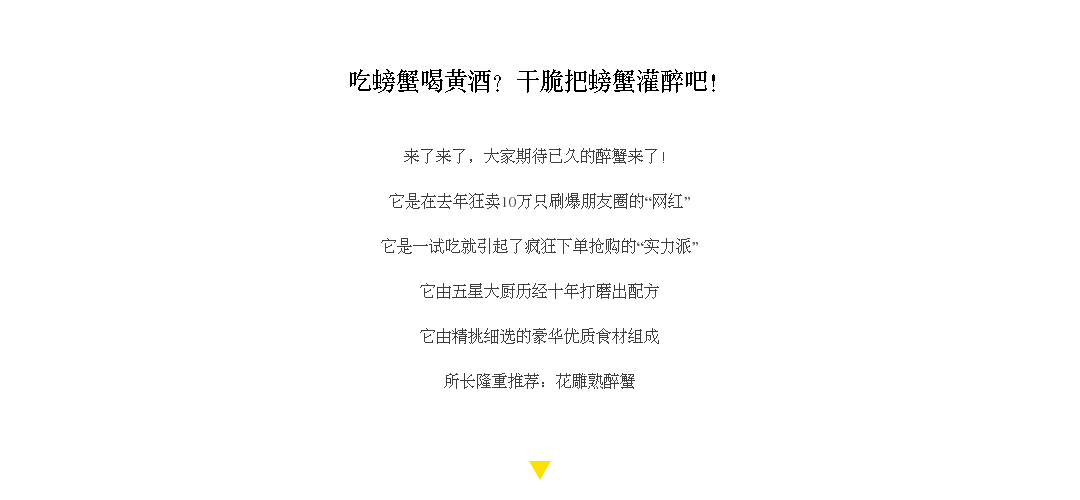 吃螃蟹喝黄酒？干脆把螃蟹灌醉吧！
来了来了，大家期待已久的醉蟹来了！
它是在去年狂卖10万只刷爆朋友圈的“网红”
它是一试吃就引起了疯狂下单抢购的“实力派”
它由五星大厨历经十年打磨出配方
它由精挑细选的豪华优质食材组成
所长隆重推荐：花雕熟醉蟹